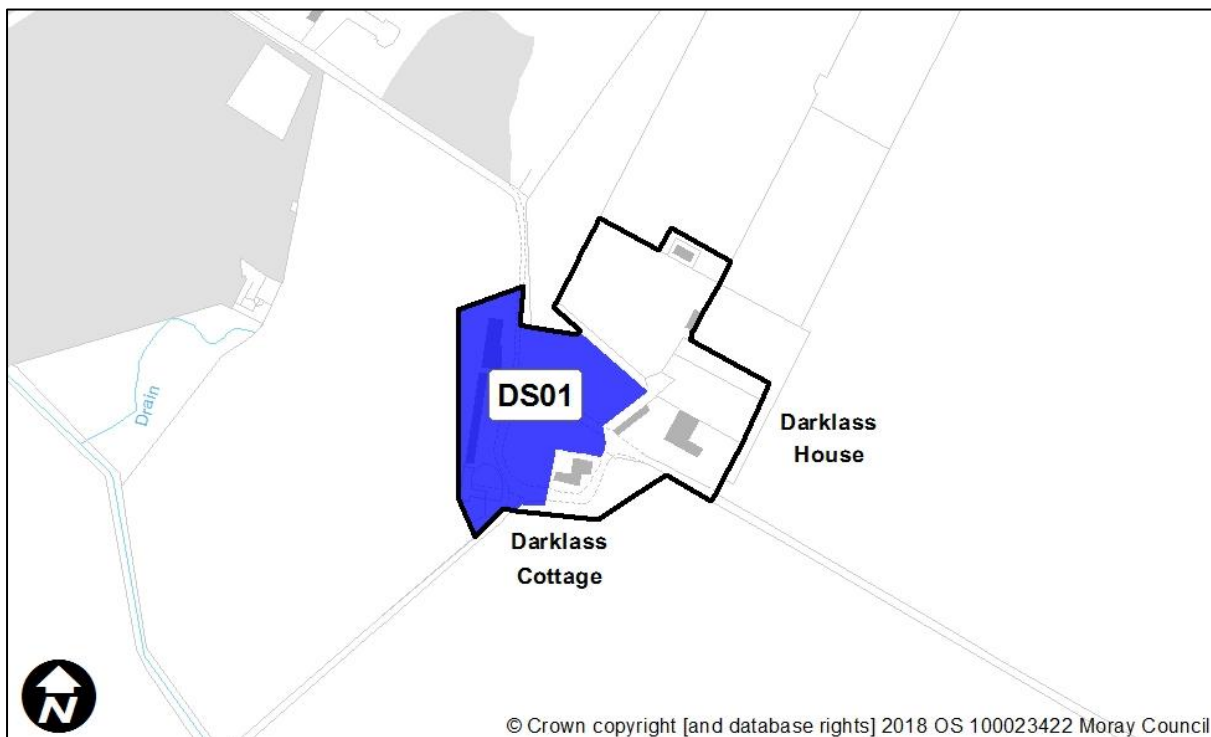 Drain
DS01
Darklass
House
Darklass
Cottage
N
© Crown copyright [and database rights] 2018 OS 100023422 Moray Council